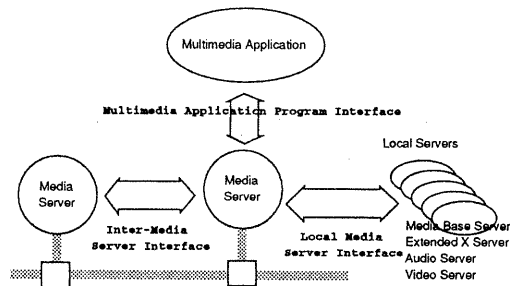 Multimedia Application
Multimedia Application Program Interface
Local Servers
Media
Server
Media
Server
Inter-Media
Server Interface
Local Media
Server Interface
Media Base Server
Extended X Server
Audio Server
Video Server